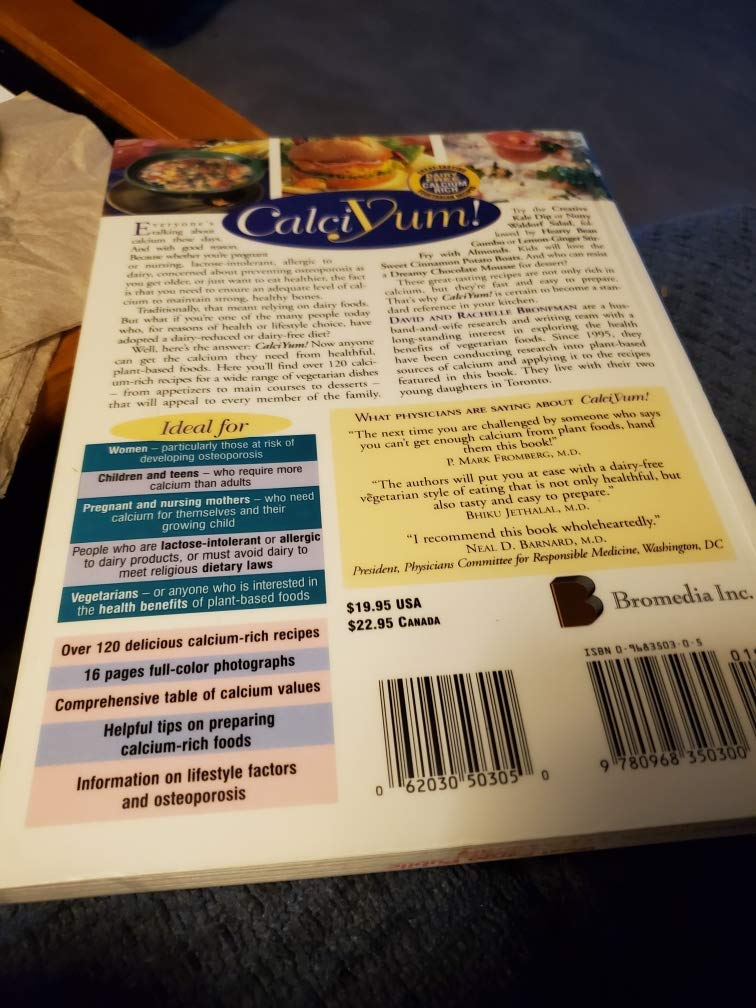 GREAT-TASTING
DAIRY
FREE
CALCIUM
RICH
CalciYum!
EVERYONE'S
talking about
calcium these days.
And with good reason.
Because whether you're pregnant
or nursing, lactose-intolerant, allergic to
dairy, concerned about preventing osteoporosis as
you get older, or just want to eat healthier, the fact
is that you need to ensure an adequate level of cal-
cium to maintain strong, healthy bones.
Traditionally, that meant relying on dairy foods.
But what if you're one of the many people today
who, for reasons of health or lifestyle choice, have
adopted a dairy-reduced or dairy-free diet?
Well, here's the answer: CalciYum! Now anyone
can get the calcium they need from healthful,
plant-based foods. Here you'll find over 120 calci-
um-rich recipes for a wide range of vegetarian dishes
– from appetizers to main courses to desserts –
that will appeal to every member of the family.
Try the Creative
Kale Dip or Nutty
Waldorf Salad, fol-
lowed by Hearty Bean
Gumbo or Lemon-Ginger Stir-
Fry with Almonds. Kids will love the
Sweet Cinnamon Potato Boats. And who can resist
a Dreamy Chocolate Mousse for dessert?
These great-tasting recipes are not only rich in
calcium, but they're fast and easy to prepare.
That's why CalciYum! is certain to become a stan-
dard reference in your kitchen.
DAVID AND RACHELLE BRONFMAN are a hus-
band-and-wife research and writing team with a
long-standing interest in exploring the health
benefits of vegetarian foods. Since 1995, they
have been conducting research into plant-based
sources of calcium and applying it to the recipes
featured in this book. They live with their two
young daughters in Toronto.
Ideal for
Women – particularly those at risk of
developing osteoporosis
Children and teens – who require more
calcium than adults
Pregnant and nursing mothers – who need
calcium for themselves and their
growing child
People who are lactose-intolerant or allergic
to dairy products, or must avoid dairy to
meet religious dietary laws
Vegetarians – or anyone who is interested in
the health benefits of plant-based foods
Over 120 delicious calcium-rich recipes
16 pages full-color photographs
Comprehensive table of calcium values
Helpful tips on preparing
calcium-rich foods
Information on lifestyle factors
and osteoporosis
WHAT PHYSICIANS ARE SAYING ABOUT CalciYum!
“The next time you are challenged by someone who says
you can't get enough calcium from plant foods, hand
them this book!”
P. MARK FROMBERG, M.D.
“The authors will put you at ease with a dairy-free
vegetarian style of eating that is not only healthful, but
also tasty and easy to prepare.”
BHIKU JETHALAL, M.D.
“I recommend this book wholeheartedly.”
NEAL D. BARNARD, M.D.
President, Physicians Committee for Responsible Medicine, Washington, DC
$19.95 USA
$22.95 CANADA
B Bromedia Inc.
ISBN 0-9683503-0-5
0 62030 50305 0
9 780968 350300